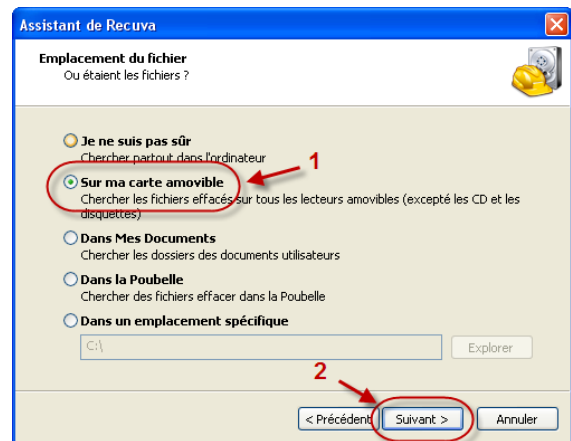 Assistant de Recuva
Emplacement du fichier
Ou étaient les fichiers ?
Je ne suis pas sûr
Chercher partout dans l'ordinateur
1
Sur ma carte amovible
Chercher les fichiers effacés sur tous les lecteurs amovibles (excepté les CD et les
disquettes)
Dans Mes Documents
Chercher les dossiers des documents utilisateurs
Dans la Poubelle
Chercher des fichiers effacer dans la Poubelle
Dans un emplacement spécifique
C:\ Explorer
2
< Précédent Suivant > Annuler